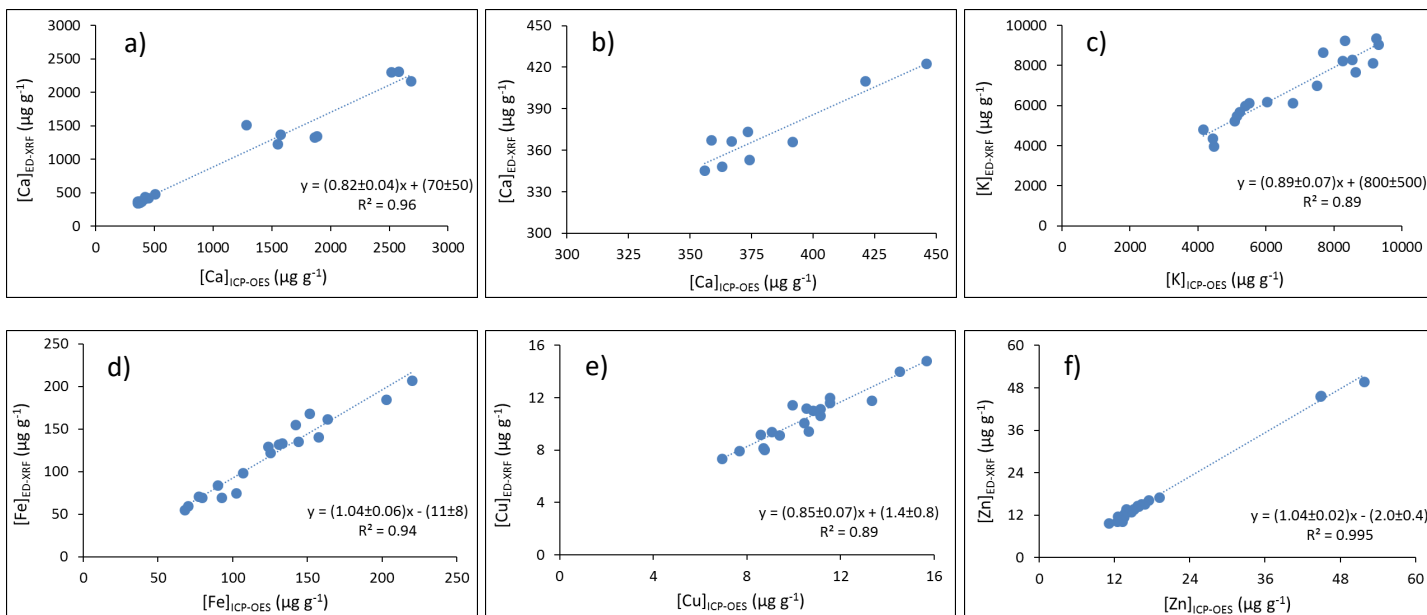 a)
[Ca]ED-XRF (µg g-1)
3000
2500
2000
1500
1000
500
0
y = (0.82±0.04)x + (70±50)
R² = 0.96
0 500 1000 1500 2000 2500 3000
[Ca]ICP-OES (µg g-1)
b)
[Ca]ED-XRF (µg g-1)
450
420
390
360
330
300
300 325 350 375 400 425 450
[Ca]ICP-OES (µg g-1)
c)
[K]ED-XRF (µg g-1)
10000
8000
6000
4000
2000
0
y = (0.89±0.07)x + (800±500)
R² = 0.89
0 2000 4000 6000 8000 10000
[K]ICP-OES (µg g-1)
d)
[Fe]ED-XRF (µg g-1)
250
200
150
100
50
0
y = (1.04±0.06)x - (11±8)
R² = 0.94
0 50 100 150 200 250
[Fe]ICP-OES (µg g-1)
e)
[Cu]ED-XRF (µg g-1)
16
12
8
4
0
y = (0.85±0.07)x + (1.4±0.8)
R² = 0.89
0 4 8 12 16
[Cu]ICP-OES (µg g-1)
f)
[Zn]ED-XRF (µg g-1)
60
48
36
24
12
0
y = (1.04±0.02)x - (2.0±0.4)
R² = 0.995
0 12 24 36 48 60
[Zn]ICP-OES (µg g-1)